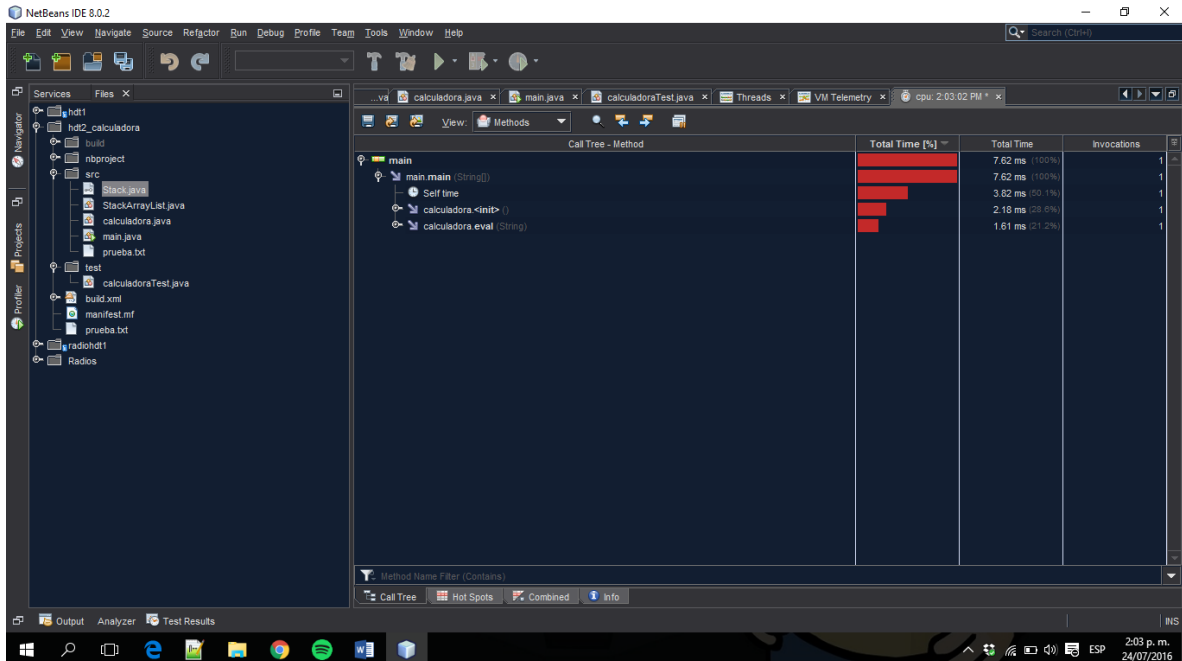 NetBeans IDE 8.0.2
File Edit View Navigate Source Refactor Run Debug Profile Team Tools Window Help
Search (Ctrl+I)
Services Files
Navigator
Projects
Profiler
hdt1
hdt2_calculadora
build
nbproject
src
Stack.java
StackArrayList.java
calculadora.java
main.java
prueba.txt
test
calculadoraTest.java
build.xml
manifest.mf
prueba.txt
radiohdt1
Radios
...va calculadora.java main.java calculadoraTest.java Threads VM Telemetry cpu: 2:03:02 PM *
View: Methods
Call Tree - Method Total Time [%] Total Time Invocations
main 7.62 ms (100%) 1
main.main (String[]) 7.62 ms (100%) 1
Self time 3.82 ms (50.1%) 1
calculadora.<init> () 2.18 ms (28.6%) 1
calculadora.eval (String) 1.61 ms (21.2%) 1
Method Name Filter (Contains)
Call Tree Hot Spots Combined Info
Output Analyzer Test Results
INS
ESP
2:03 p. m.
24/07/2016